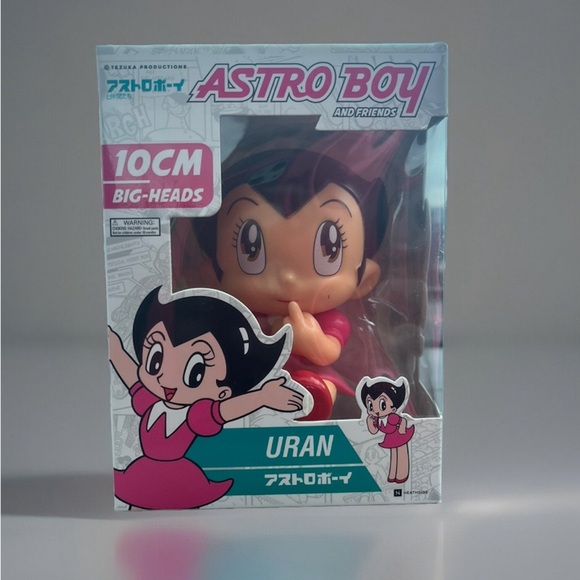 © TEZUKA PRODUCTIONS
アストロボーイ
ASTRO BOY
AND FRIENDS
10CM
BIG-HEADS
⚠ WARNING:
URAN
アストロボーイ
HEATHSIDE